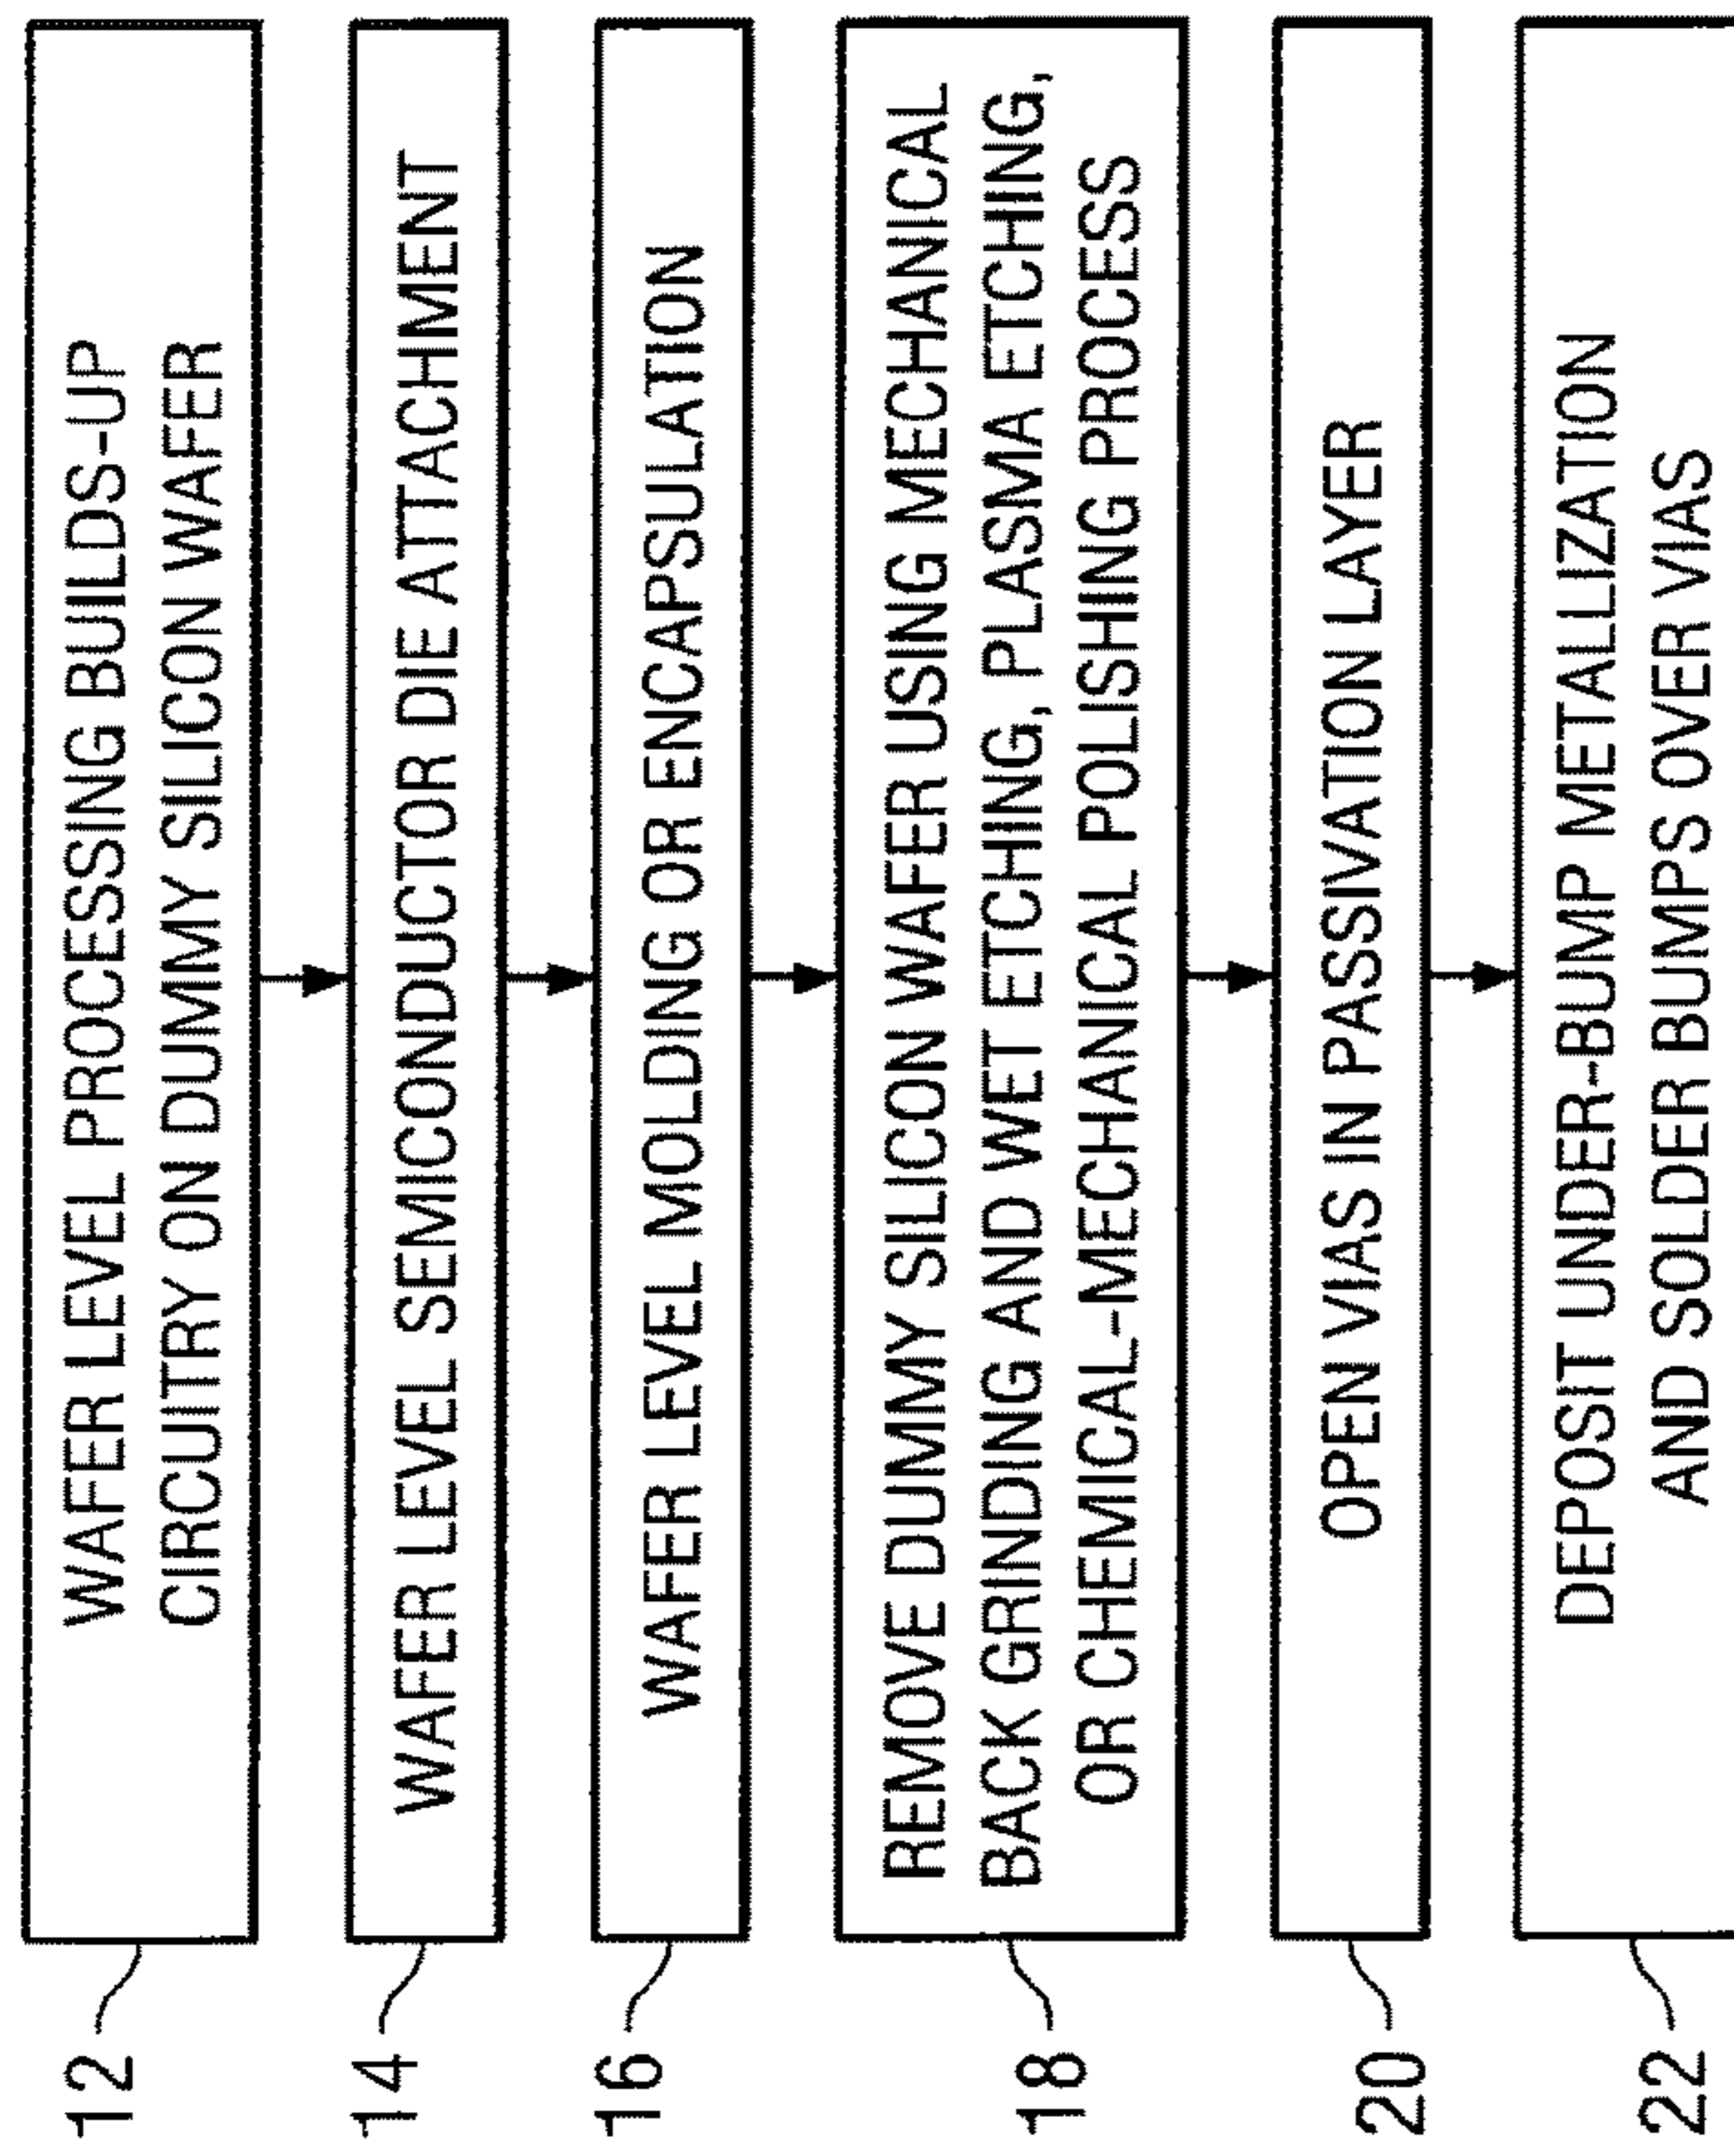 12
WAFER LEVEL PROCESSING BUILDS-UP
CIRCUITRY ON DUMMY SILICON WAFER
14
WAFER LEVEL SEMICONDUCTOR DIE ATTACHMENT
16
WAFER LEVEL MOLDING OR ENCAPSULATION
18
REMOVE DUMMY SILICON WAFER USING MECHANICAL
BACK GRINDING AND WET ETCHING, PLASMA ETCHING,
OR CHEMICAL-MECHANICAL POLISHING PROCESS
20
OPEN VIAS IN PASSIVATION LAYER
22
DEPOSIT UNDER-BUMP METALLIZATION
AND SOLDER BUMPS OVER VIAS